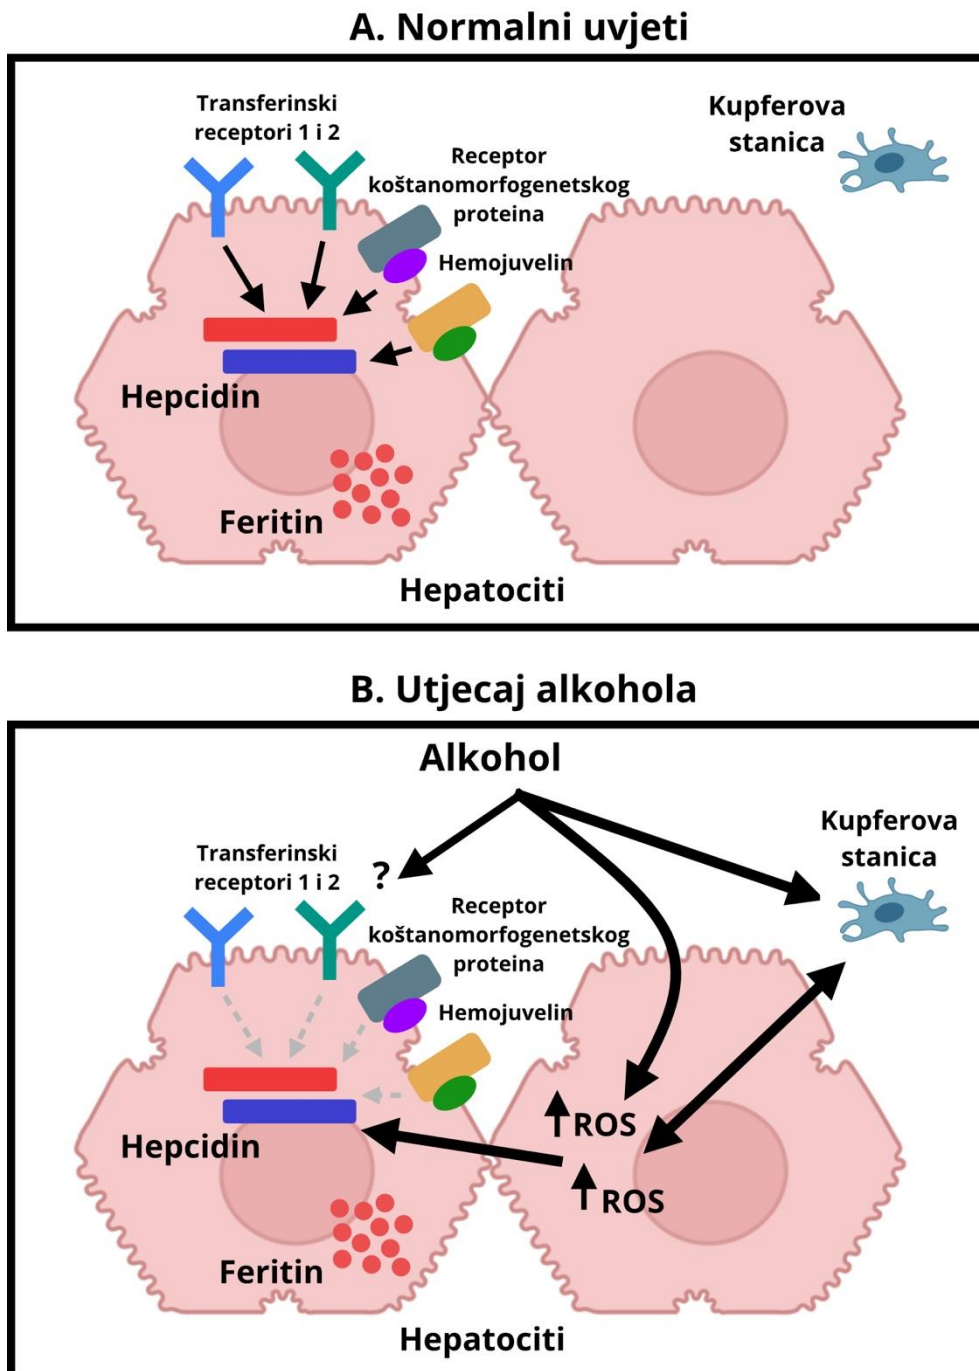 A. Normalni uvjeti
Transferinski
receptori 1 i 2
Kupferova
stanica
Receptor
koštanomorfogenetskog
proteina
Hemojuvelin
Hepcidin
Feritin
Hepatociti
B. Utjecaj alkohola
Alkohol
Kupferova
stanica
Transferinski
receptori 1 i 2
?
Receptor
koštanomorfogenetskog
proteina
Hemojuvelin
ROS
Hepcidin
ROS
Feritin
Hepatociti